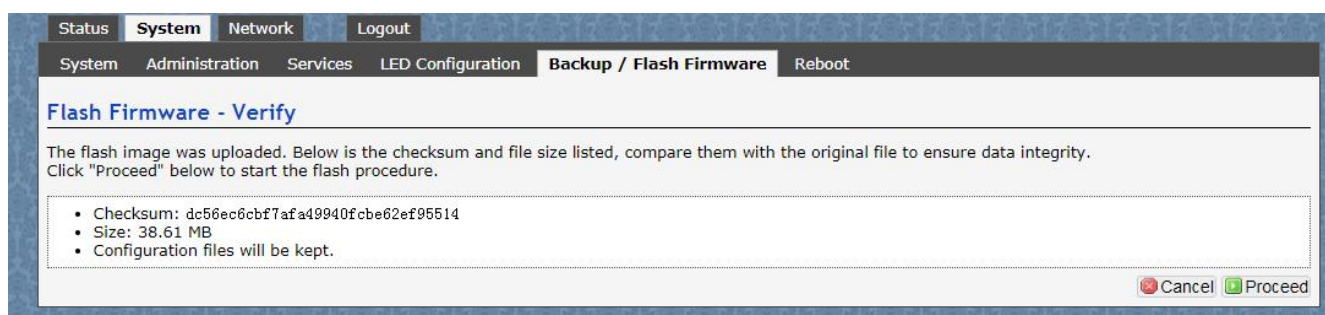 Status System Network Logout
System Administration Services LED Configuration Backup / Flash Firmware Reboot
Flash Firmware - Verify
The flash image was uploaded. Below is the checksum and file size listed, compare them with the original file to ensure data integrity.
Click "Proceed" below to start the flash procedure.
• Checksum: dc56ec6cbf7afa49940fcbe62ef95514
• Size: 38.61 MB
• Configuration files will be kept.
Cancel Proceed